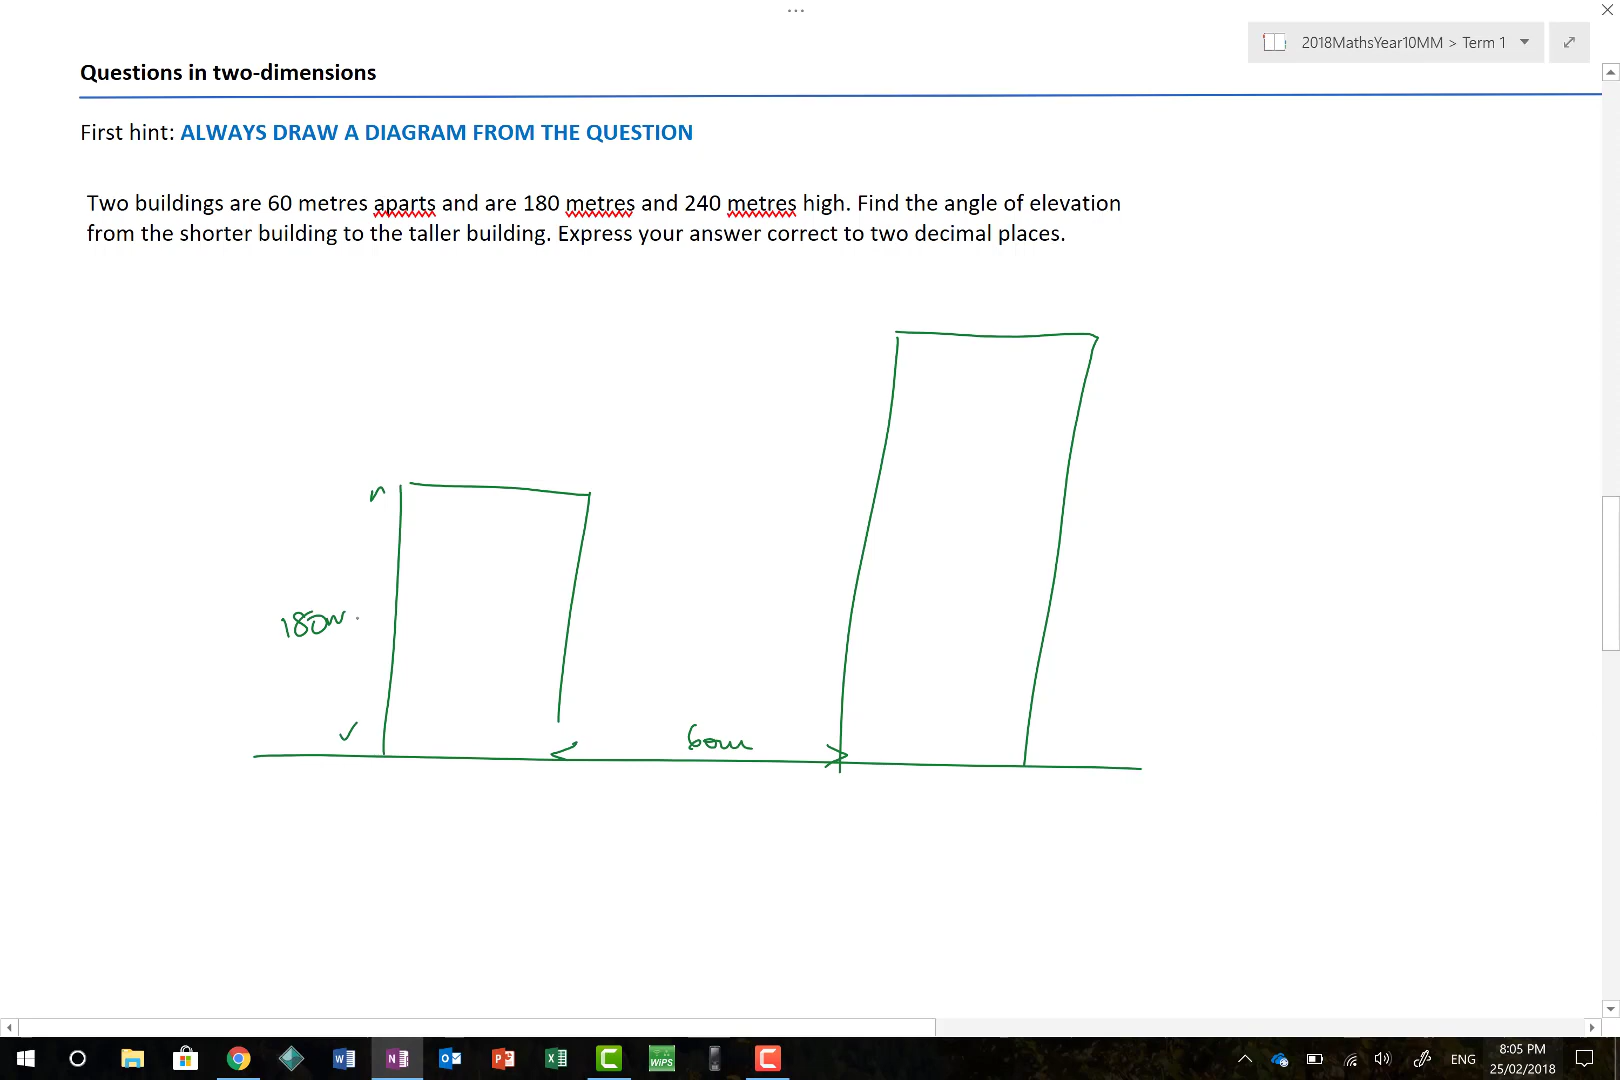 2018MathsYear10MM > Term 1
Questions in two-dimensions
First hint: ALWAYS DRAW A DIAGRAM FROM THE QUESTION
Two buildings are 60 metres aparts and are 180 metres and 240 metres high. Find the angle of elevation
from the shorter building to the taller building. Express your answer correct to two decimal places.
180m
60m
ENG
8:05 PM
25/02/2018
WiPS